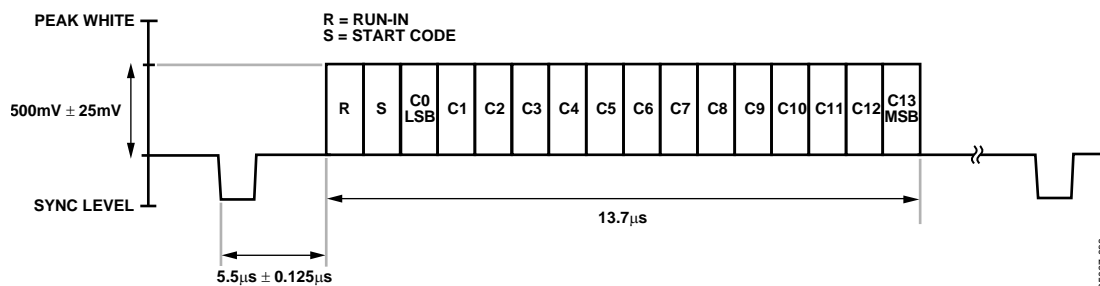 PEAK WHITE
R = RUN-IN
S = START CODE
500mV ± 25mV
R
S
C0
LSB
C1
C2
C3
C4
C5
C6
C7
C8
C9
C10
C11
C12
C13
MSB
SYNC LEVEL
13.7μs
5.5μs ± 0.125μs